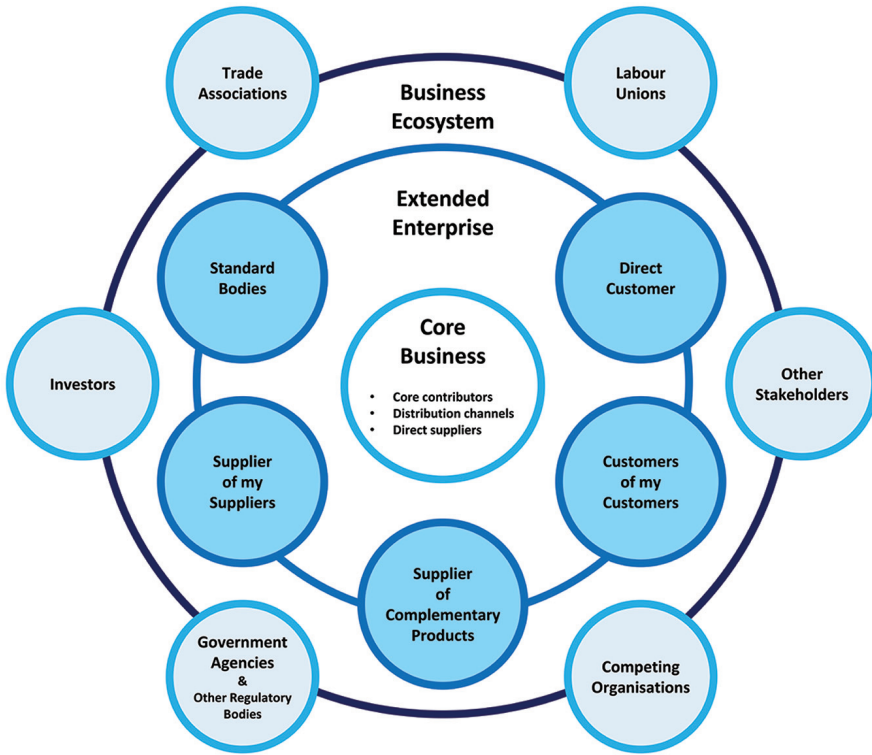 Trade
Associations
Labour
Unions
Business
Ecosystem
Extended
Enterprise
Standard
Bodies
Direct
Customer
Core
Business
• Core contributors
• Distribution channels
• Direct suppliers
Investors
Other
Stakeholders
Supplier
of my
Suppliers
Customers
of my
Customers
Supplier
of
Complementary
Products
Government
Agencies
&
Other Regulatory
Bodies
Competing
Organisations